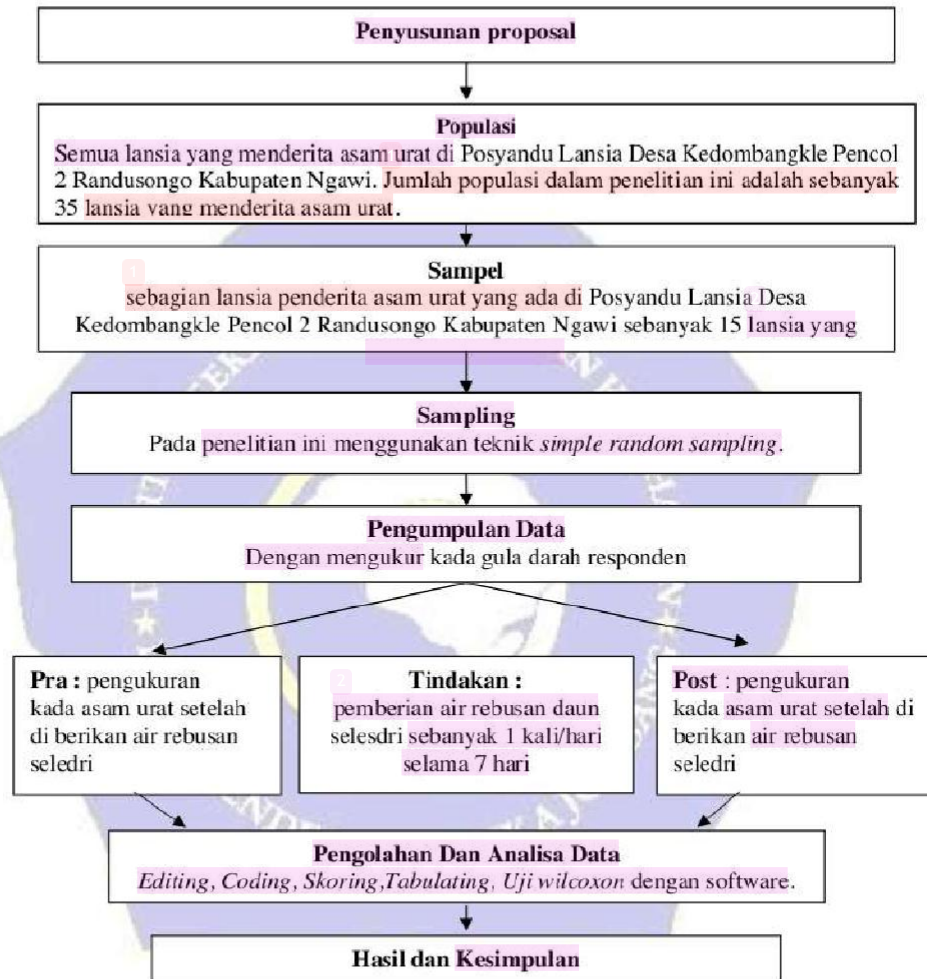 Penyusunan proposal
Populasi
Semua lansia yang menderita asam urat di Posyandu Lansia Desa Kedombangkle Pencol
2 Randusongo Kabupaten Ngawi. Jumlah populasi dalam penelitian ini adalah sebanyak
35 lansia yang menderita asam urat.
1
Sampel
sebagian lansia penderita asam urat yang ada di Posyandu Lansia Desa
Kedombangkle Pencol 2 Randusongo Kabupaten Ngawi sebanyak 15 lansia yang
Sampling
Pada penelitian ini menggunakan teknik simple random sampling.
Pengumpulan Data
Dengan mengukur kada gula darah responden
Pra : pengukuran
kada asam urat setelah
di berikan air rebusan
seledri
2
Tindakan :
pemberian air rebusan daun
selesdri sebanyak 1 kali/hari
selama 7 hari
Post : pengukuran
kada asam urat setelah di
berikan air rebusan
seledri
Pengolahan Dan Analisa Data
Editing, Coding, Skoring,Tabulating, Uji wilcoxon dengan software.
Hasil dan Kesimpulan